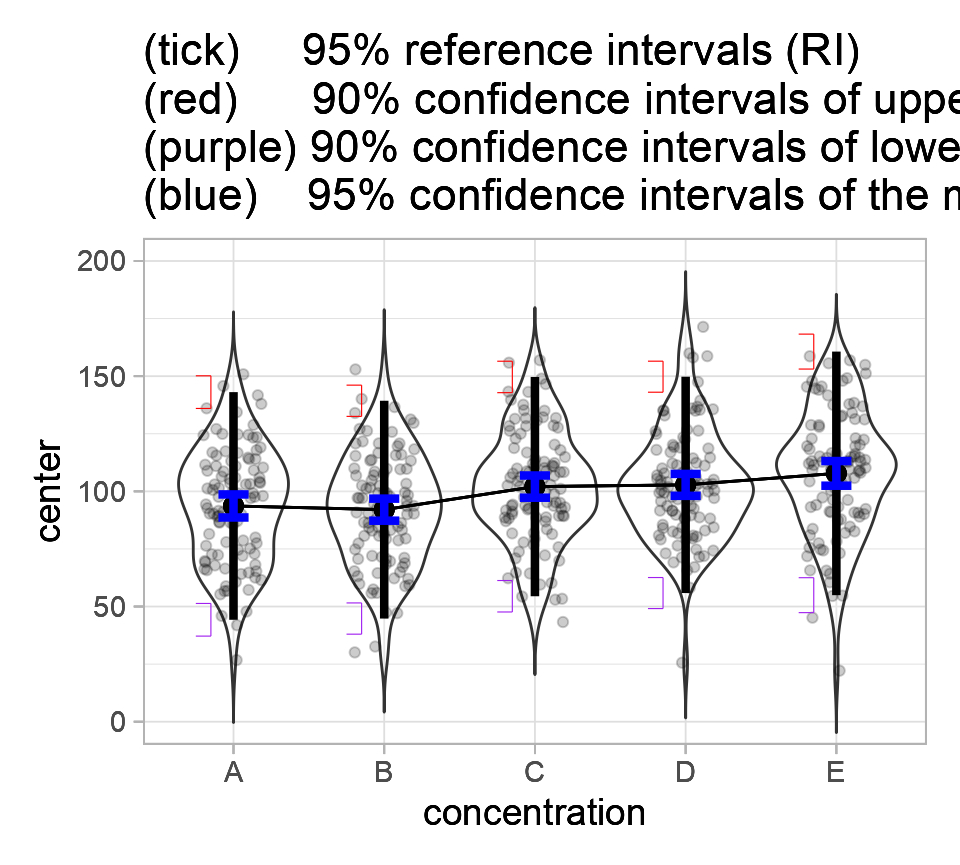 (tick) 95% reference intervals (RI)
(red) 90% confidence intervals of uppe
(purple) 90% confidence intervals of lowe
(blue) 95% confidence intervals of the
200
150
100
50
0
center
A B C D E
concentration